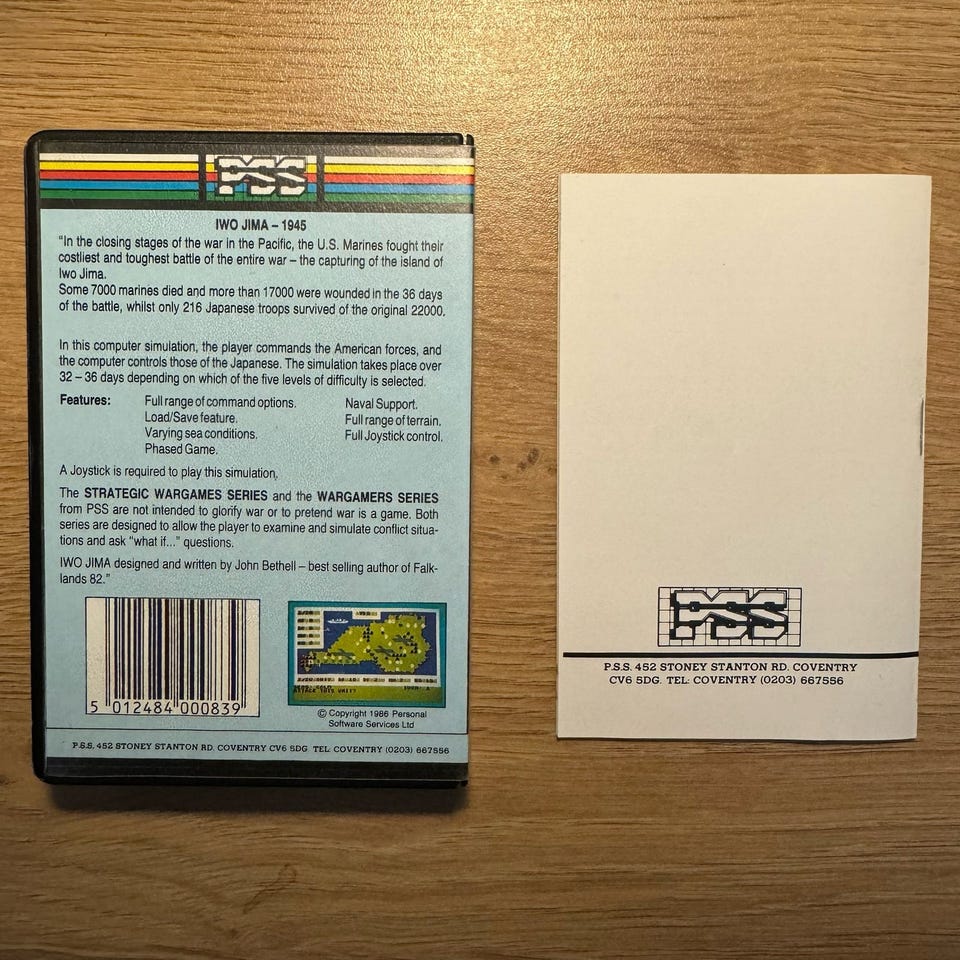 PSS
IWO JIMA – 1945
“In the closing stages of the war in the Pacific, the U.S. Marines fought their
costliest and toughest battle of the entire war – the capturing of the island of
Iwo Jima.
Some 7000 marines died and more than 17000 were wounded in the 36 days
of the battle, whilst only 216 Japanese troops survived of the original 22000.
In this computer simulation, the player commands the American forces, and
the computer controls those of the Japanese. The simulation takes place over
32 – 36 days depending on which of the five levels of difficulty is selected.
Features: Full range of command options. Naval Support.
Load/Save feature. Full range of terrain.
Varying sea conditions. Full Joystick control.
Phased Game.
A Joystick is required to play this simulation.
The STRATEGIC WARGAMES SERIES and the WARGAMERS SERIES
from PSS are not intended to glorify war or to pretend war is a game. Both
series are designed to allow the player to examine and simulate conflict situa-
tions and ask “what if...” questions.
IWO JIMA designed and written by John Bethell – best selling author of Falk-
lands 82.”
ATTACK THIS UNIT?
5 012484 000839
© Copyright 1986 Personal
Software Services Ltd
P.S.S. 452 STONEY STANTON RD. COVENTRY CV6 5DG TEL: COVENTRY (0203) 667556
PSS
P.S.S. 452 STONEY STANTON RD. COVENTRY
CV6 5DG. TEL: COVENTRY (0203) 667556